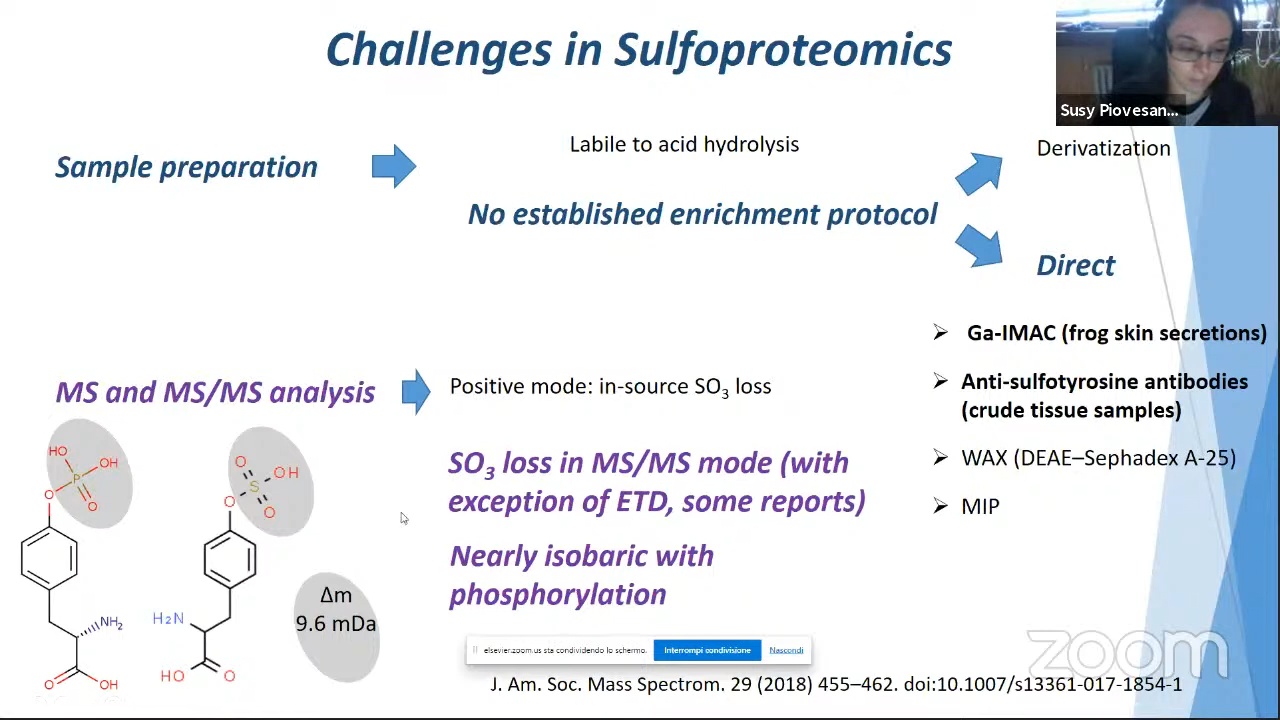 Challenges in Sulfoproteomics
Susy Piovesan...
Sample preparation
Labile to acid hydrolysis
No established enrichment protocol
Derivatization
Direct
Ga-IMAC (frog skin secretions)
Anti-sulfotyrosine antibodies
(crude tissue samples)
WAX (DEAE–Sephadex A-25)
MIP
MS and MS/MS analysis
Positive mode: in-source SO3 loss
SO3 loss in MS/MS mode (with
exception of ETD, some reports)
Nearly isobaric with
phosphorylation
HO
P
OH
O
O
NH2
O
OH
O
S
OH
O
O
H2N
HO
O
Δm
9.6 mDa
elsevier.zoom.us sta condividendo lo schermo.
Interrompi condivisione
Nascondi
zoom
J. Am. Soc. Mass Spectrom. 29 (2018) 455–462. doi:10.1007/s13361-017-1854-1